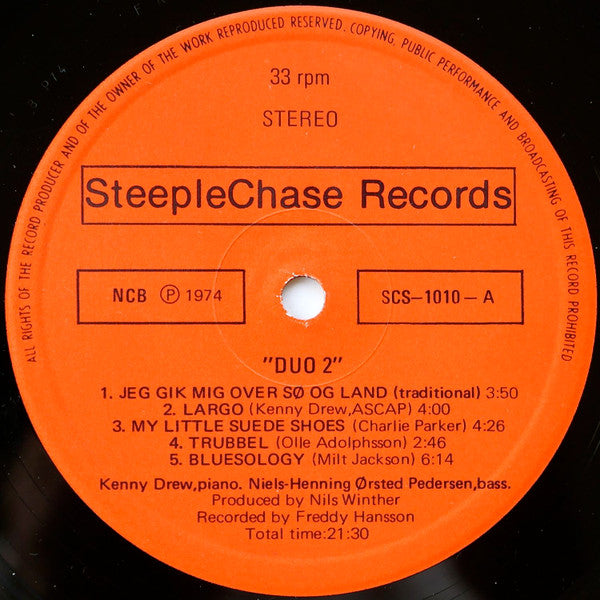 ALL RIGHTS OF THE RECORD PRODUCER AND OF THE OWNER OF THE WORK REPRODUCED RESERVED. COPYING, PUBLIC PERFORMANCE AND BROADCASTING OF THIS RECORD PROHIBITED
33 rpm
STEREO
SteepleChase Records
NCB Ⓟ 1974
SCS-1010-A
"DUO 2"
1. JEG GIK MIG OVER SØ OG LAND (traditional) 3:50
2. LARGO (Kenny Drew,ASCAP) 4:00
3. MY LITTLE SUEDE SHOES (Charlie Parker) 4:26
4. TRUBBEL (Olle Adolphsson) 2:46
5. BLUESOLOGY (Milt Jackson) 6:14
Kenny Drew,piano. Niels-Henning Ørsted Pedersen,bass.
Produced by Nils Winther
Recorded by Freddy Hansson
Total time:21:30